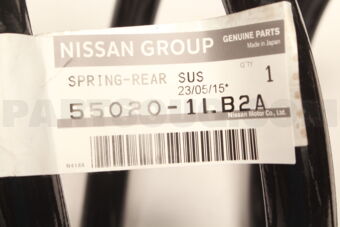 NISSAN GROUP GENUINE PARTS
Made in Japan
SPRING-REAR SUS Q'TY 1
23/05/15*
55020-1LB2A
Nissan Motor Co., Ltd.
N418A